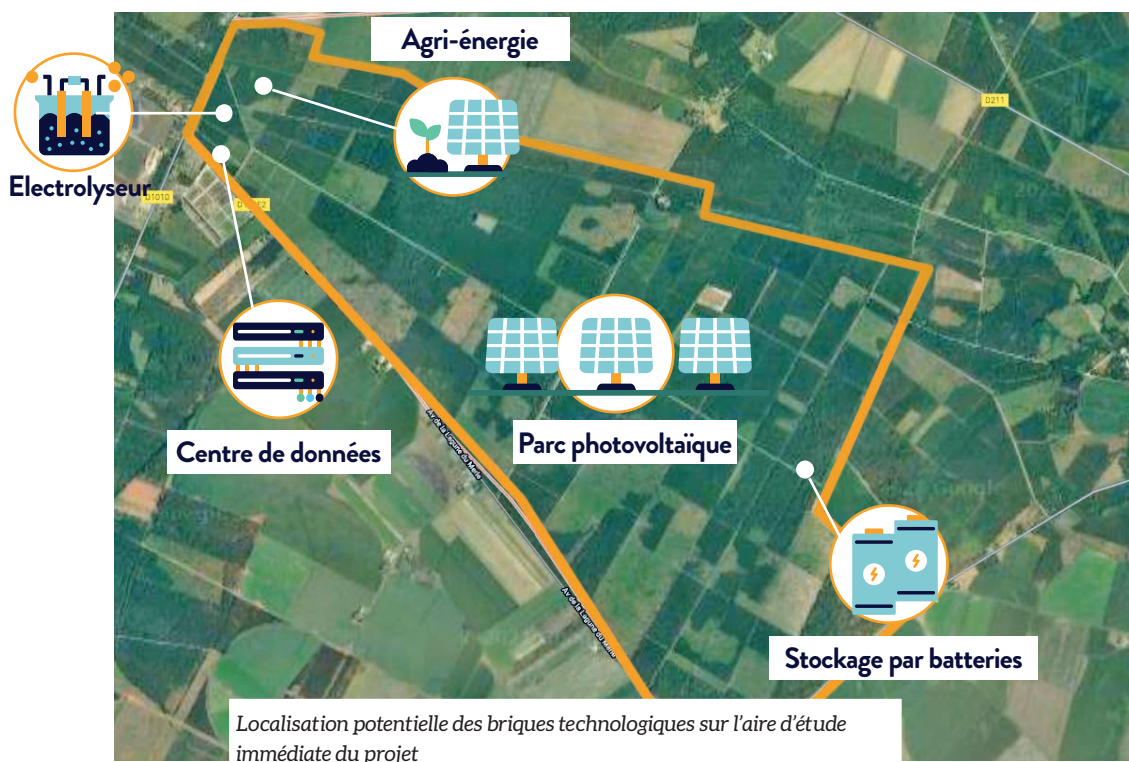 Agri-énergie
D211
Electrolyseur
D1010
Centre de données
Av. de la Lagune du Merle
Parc photovoltaïque
Av. de la Lagune du Merle
Stockage par batteries
Localisation potentielle des briques technologiques sur l'aire d'étude
immédiate du projet